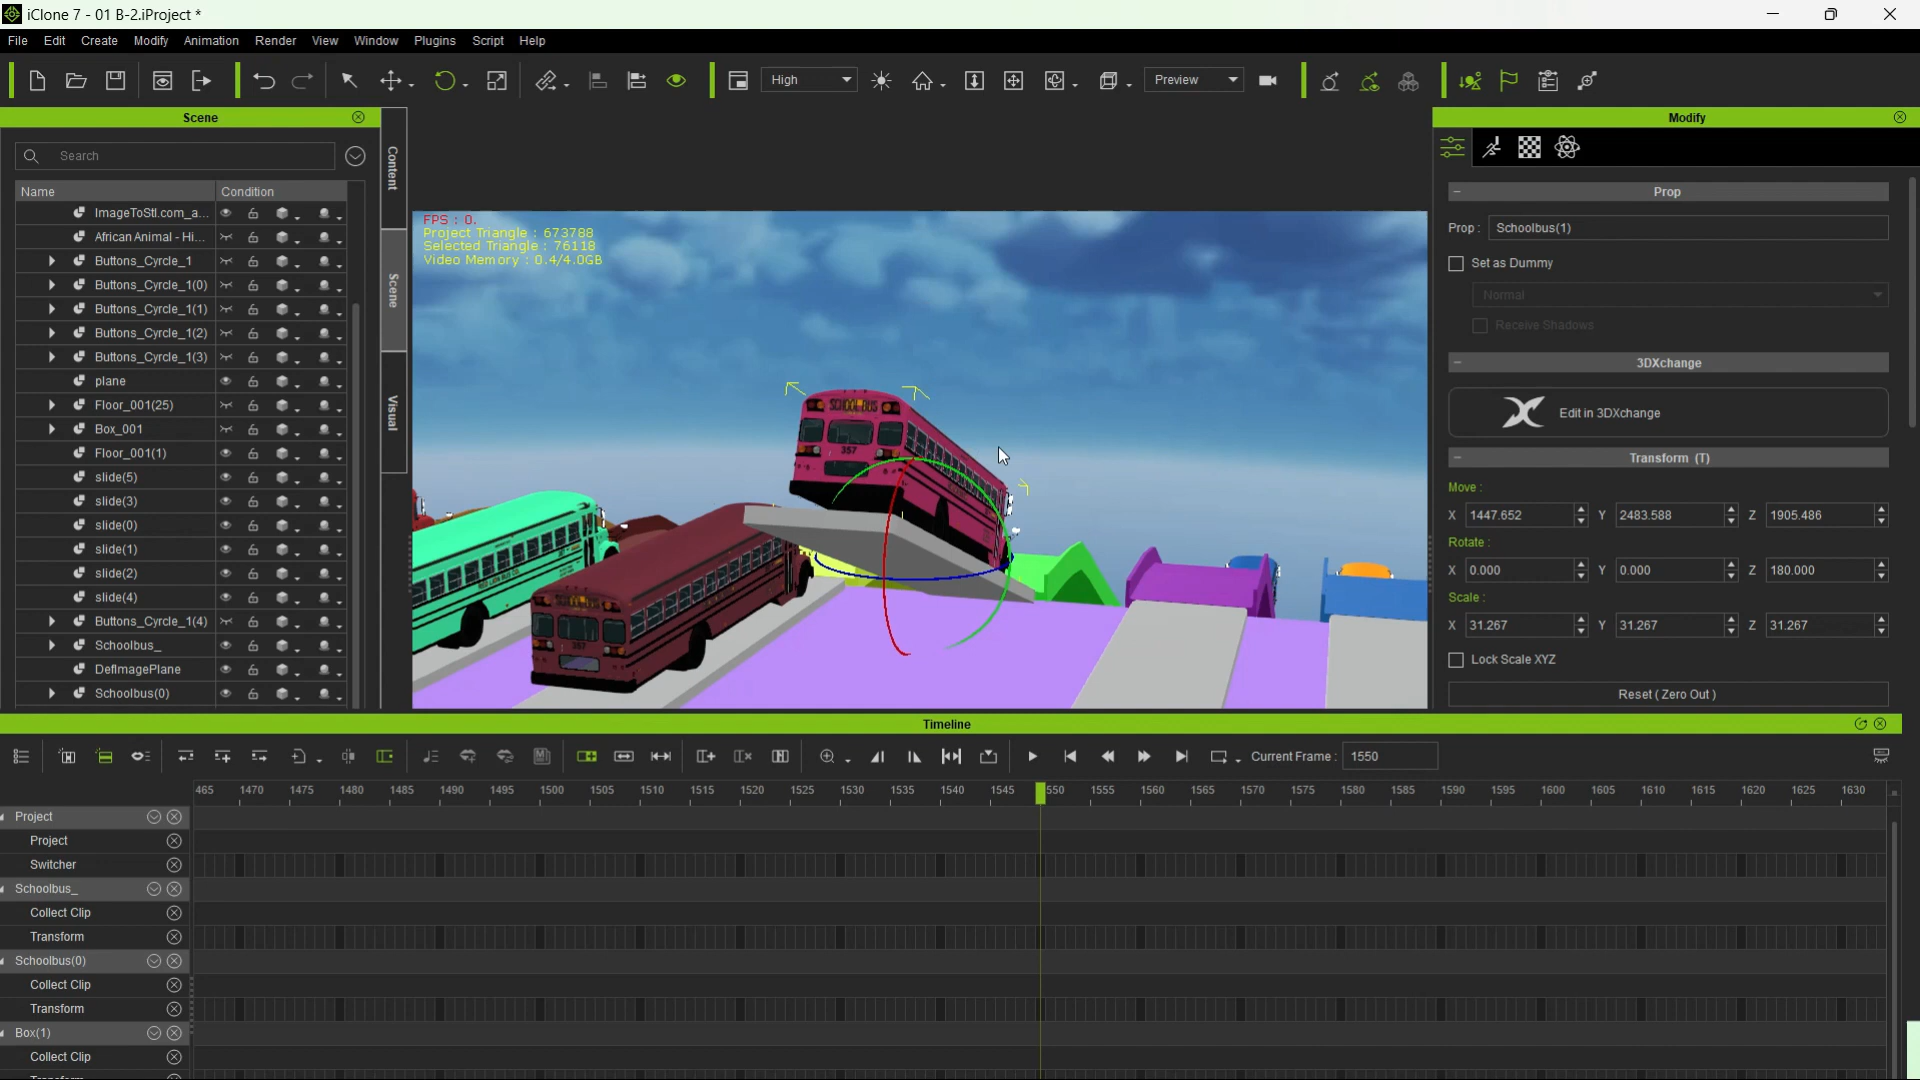 iClone 7 - 01 B-2.iProject *
File Edit Create Modify Animation Render View Window Plugins Script Help
High
Preview
Scene
Modify
Search
Content
Scene
Visual
Name Condition
ImageToStl.com_a...
African Animal - Hi...
Buttons_Cyrcle_1
Buttons_Cyrcle_1(0)
Buttons_Cyrcle_1(1)
Buttons_Cyrcle_1(2)
Buttons_Cyrcle_1(3)
plane
Floor_001(25)
Box_001
Floor_001(1)
slide(5)
slide(3)
slide(0)
slide(1)
slide(2)
slide(4)
Buttons_Cyrcle_1(4)
Schoolbus_
DefImagePlane
Schoolbus(0)
FPS : 0.
Project Triangle : 673788
Selected Triangle : 76118
Video Memory : 0.4/4.0GB
SCHOOL BUS
357
357
Prop
Prop : Schoolbus(1)
Set as Dummy
Normal
Receive Shadows
3DXchange
Edit in 3DXchange
Transform (T)
Move :
X 1447.652 Y 2483.588 Z 1905.486
Rotate :
X 0.000 Y 0.000 Z 180.000
Scale :
X 31.267 Y 31.267 Z 31.267
Lock Scale XYZ
Reset ( Zero Out )
Timeline
Current Frame : 1550
465 1470 1475 1480 1485 1490 1495 1500 1505 1510 1515 1520 1525 1530 1535 1540 1545 550 1555 1560 1565 1570 1575 1580 1585 1590 1595 1600 1605 1610 1615 1620 1625 1630
Project
Project
Switcher
Schoolbus_
Collect Clip
Transform
Schoolbus(0)
Collect Clip
Transform
Box(1)
Collect Clip
Transform